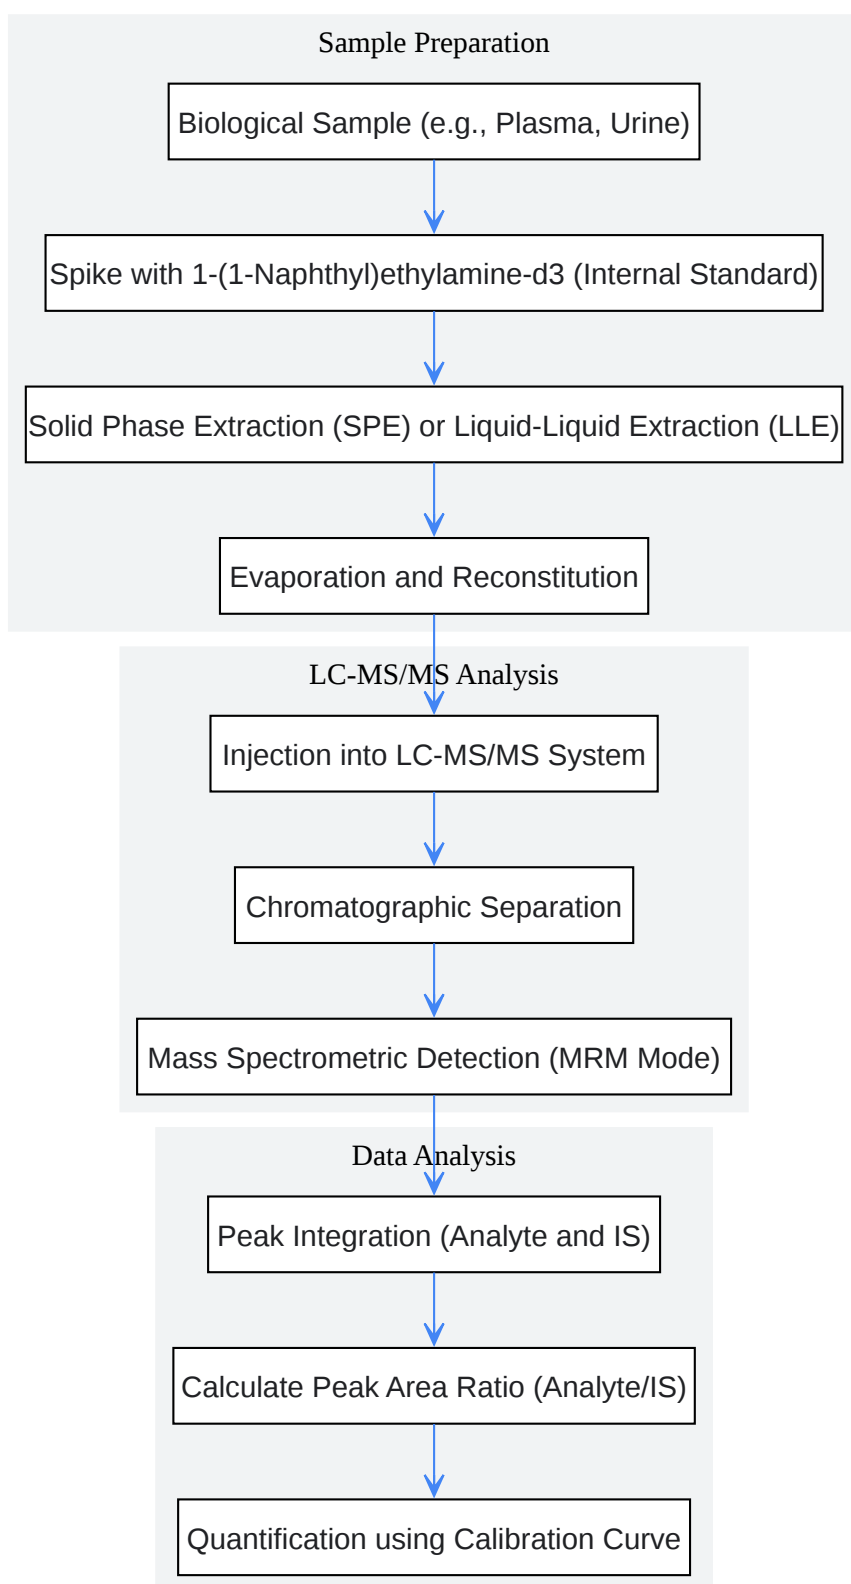 Sample Preparation
Biological Sample (e.g., Plasma, Urine)
Spike with 1-(1-Naphthyl)ethylamine-d3 (Internal Standard)
Solid Phase Extraction (SPE) or Liquid-Liquid Extraction (LLE)
Evaporation and Reconstitution
LC-MS/MS Analysis
Injection into LC-MS/MS System
Chromatographic Separation
Mass Spectrometric Detection (MRM Mode)
Data Analysis
Peak Integration (Analyte and IS)
Calculate Peak Area Ratio (Analyte/IS)
Quantification using Calibration Curve